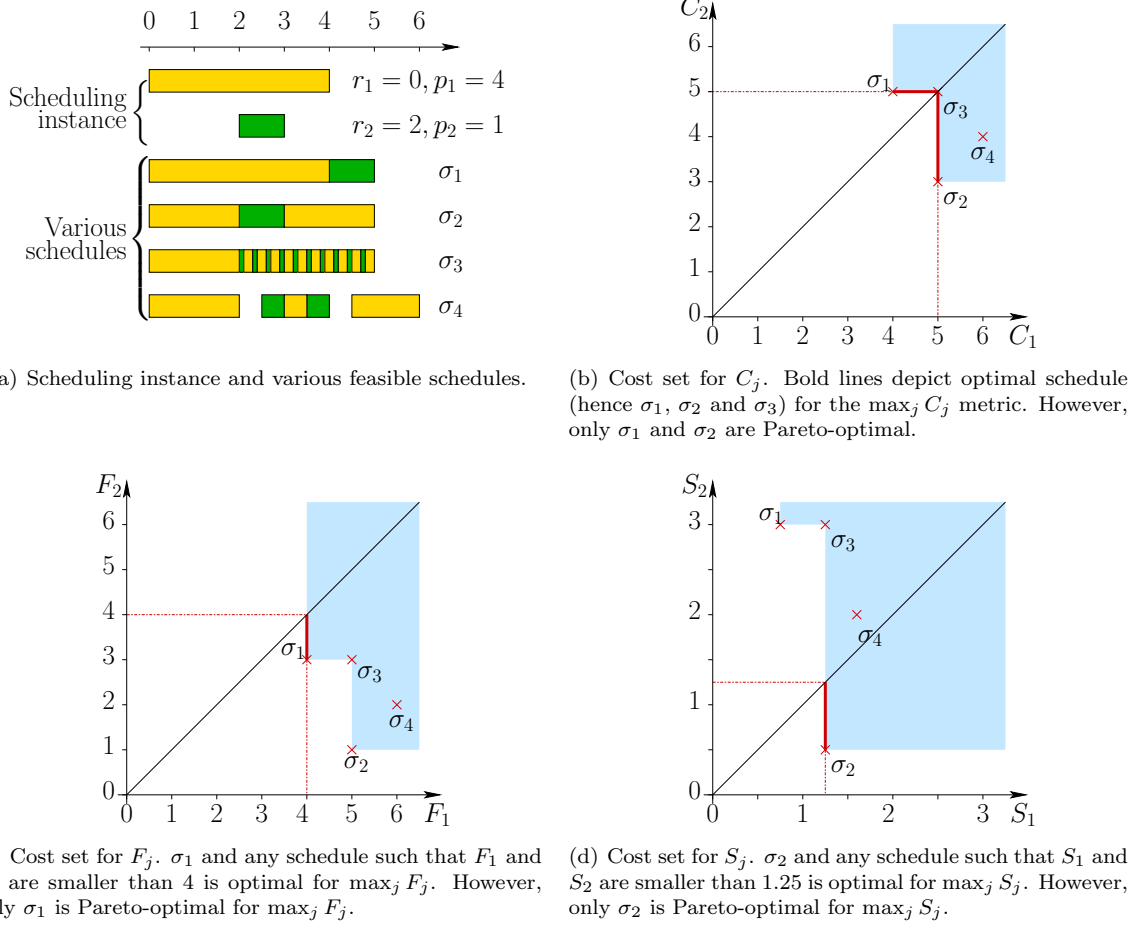 0 1 2 3 4 5 6
Scheduling
instance
r₁ = 0, p₁ = 4
r₂ = 2, p₂ = 1
Various
schedules
σ₁
σ₂
σ₃
σ₄
a) Scheduling instance and various feasible schedules.
C₂
6
5
4
3
2
1
0
σ₁
σ₃
σ₄
σ₂
0 1 2 3 4 5 6
C₁
(b) Cost set for Cⱼ. Bold lines depict optimal schedule
(hence σ₁, σ₂ and σ₃) for the maxⱼ Cⱼ metric. However,
only σ₁ and σ₂ are Pareto-optimal.
F₂
6
5
4
3
2
1
0
σ₁
σ₃
σ₄
σ₂
0 1 2 3 4 5 6
F₁
Cost set for Fⱼ. σ₁ and any schedule such that F₁ and
are smaller than 4 is optimal for maxⱼ Fⱼ. However,
ly σ₁ is Pareto-optimal for maxⱼ Fⱼ.
S₂
3
2
1
0
σ₁
σ₃
σ₄
σ₂
0 1 2 3
S₁
(d) Cost set for Sⱼ. σ₂ and any schedule such that S₁ and
S₂ are smaller than 1.25 is optimal for maxⱼ Sⱼ. However,
only σ₂ is Pareto-optimal for maxⱼ Sⱼ.